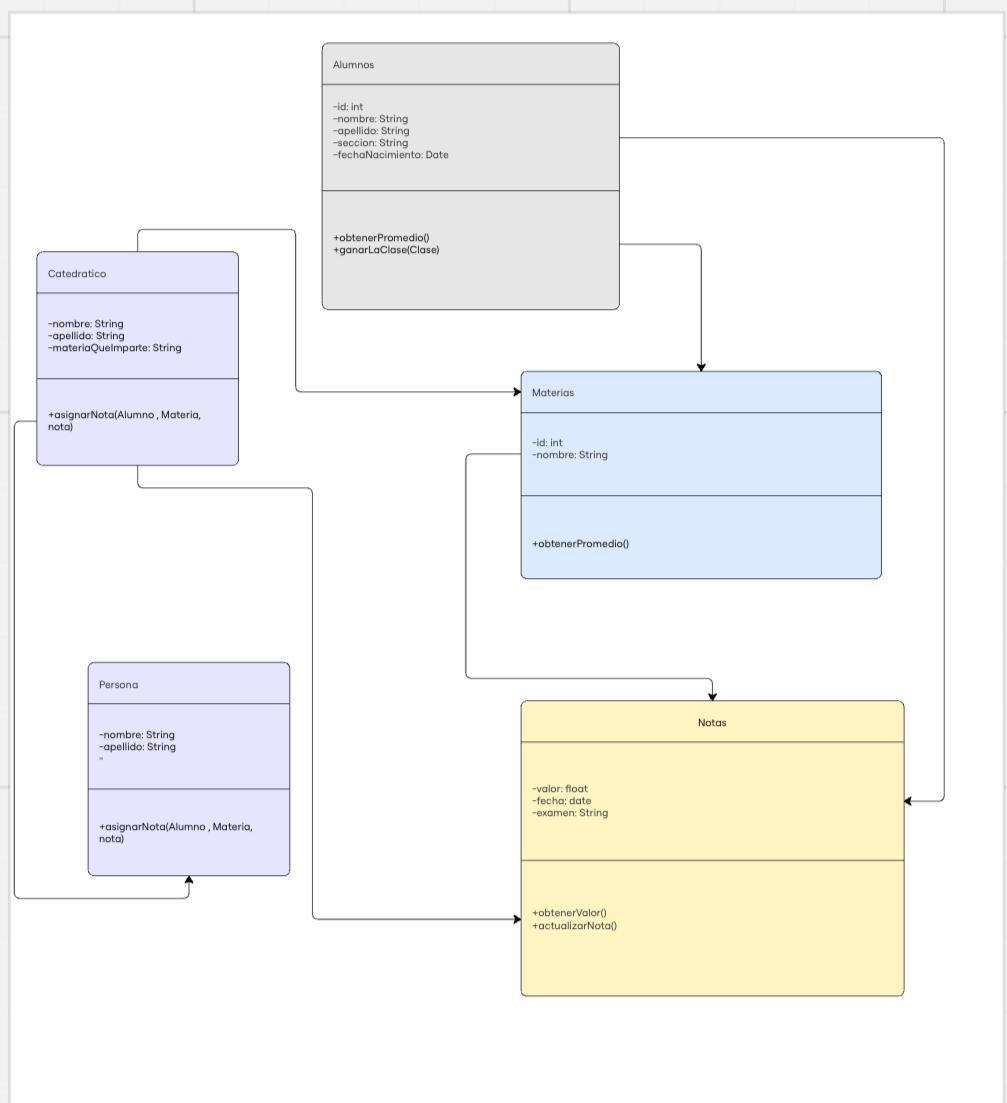 Alumnos
-id: int
-nombre: String
-apellido: String
-seccion: String
-fechaNacimiento: Date
+obtenerPromedio()
+ganarLaClase(Clase)
Catedratico
-nombre: String
-apellido: String
-materiaQueImparte: String
+asignarNota(Alumno , Materia,
nota)
Materias
-id: int
-nombre: String
+obtenerPromedio()
Persona
-nombre: String
-apellido: String
-
+asignarNota(Alumno , Materia,
nota)
Notas
-valor: float
-fecha: date
-examen: String
+obtenerValor()
+actualizarNota()